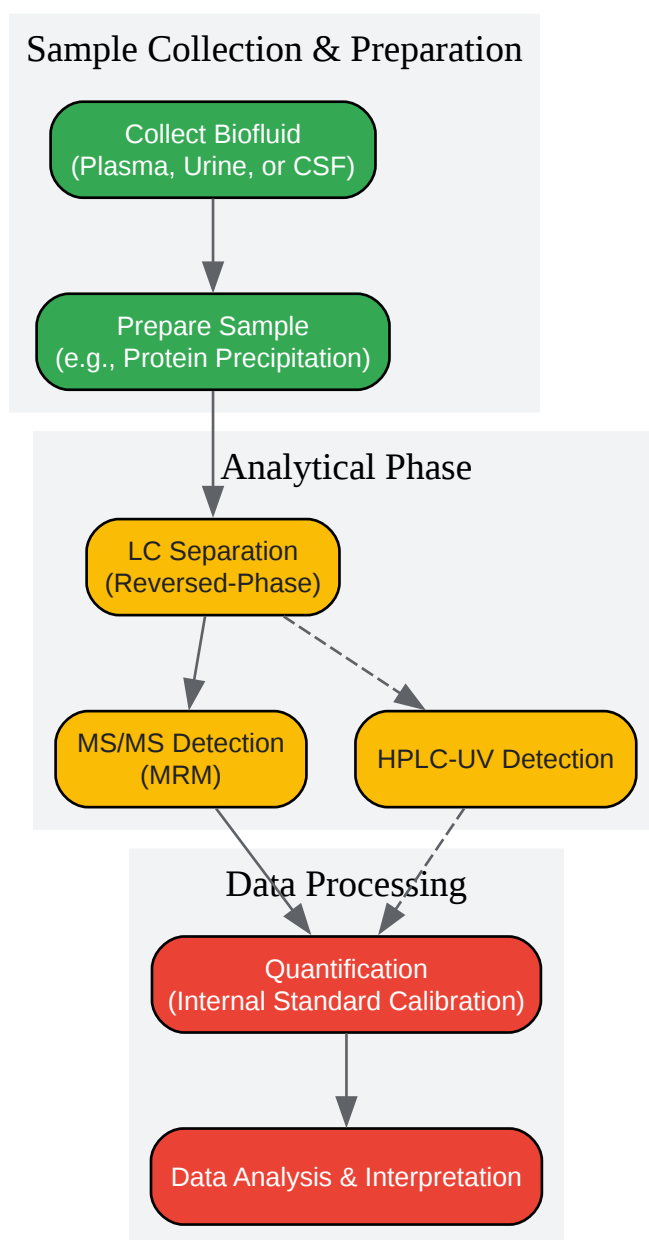 Sample Collection & Preparation
Collect Biofluid
(Plasma, Urine, or CSF)
Prepare Sample
(e.g., Protein Precipitation)
Analytical Phase
LC Separation
(Reversed-Phase)
MS/MS Detection
(MRM)
HPLC-UV Detection
Data Processing
Quantification
(Internal Standard Calibration)
Data Analysis & Interpretation